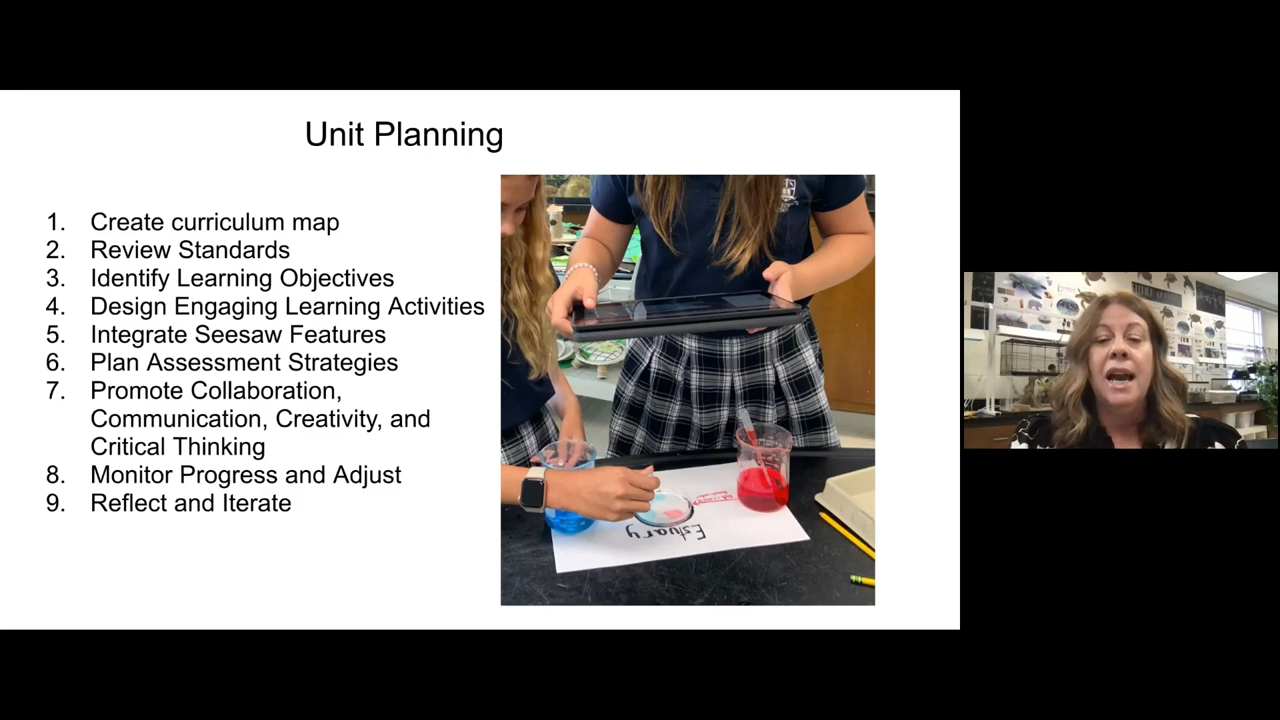 Unit Planning
1. Create curriculum map
2. Review Standards
3. Identify Learning Objectives
4. Design Engaging Learning Activities
5. Integrate Seesaw Features
6. Plan Assessment Strategies
7. Promote Collaboration,
Communication, Creativity, and
Critical Thinking
8. Monitor Progress and Adjust
9. Reflect and Iterate
Estuary